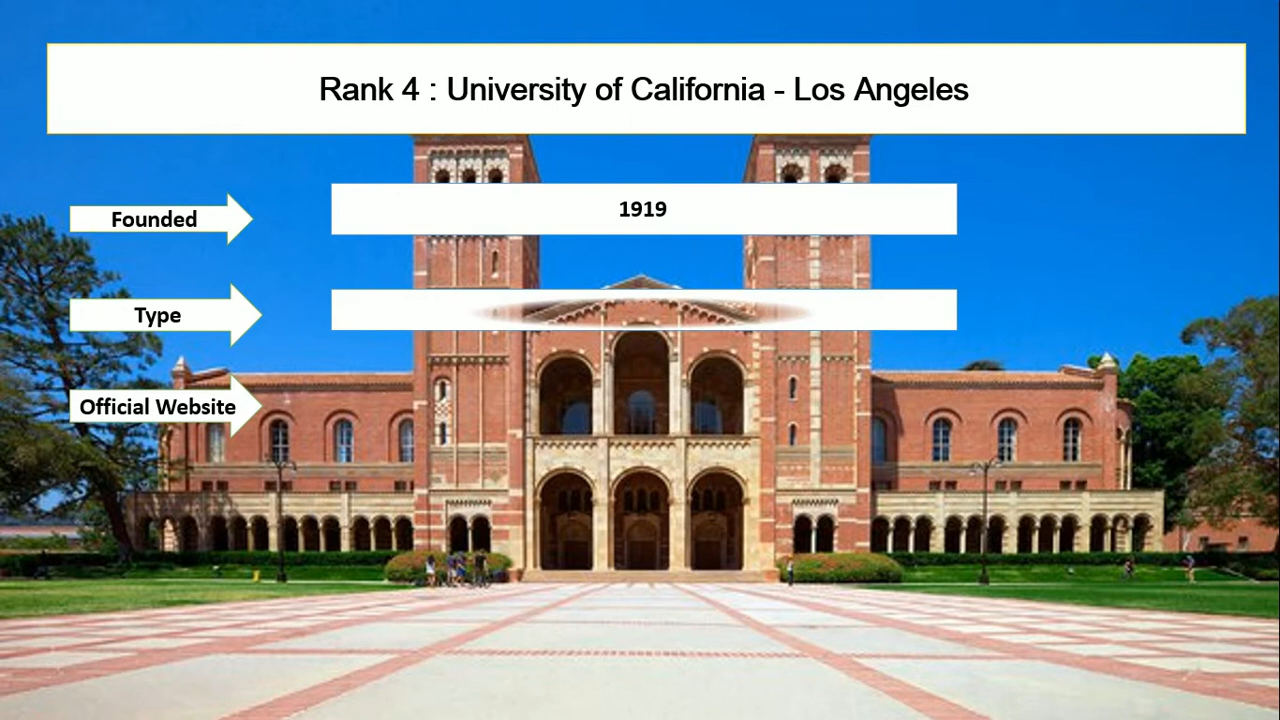 Rank 4 : University of California - Los Angeles
Founded
1919
Type
Official Website